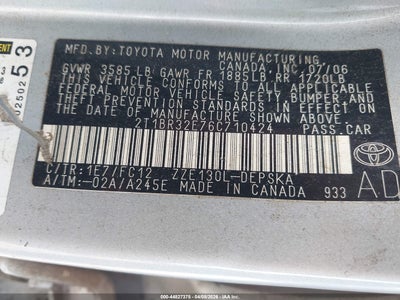 MFD. BY: TOYOTA MOTOR MANUFACTURING
CANADA INC. 07/06
GVWR 3585 LB GAWR FR 1885LB RR 1720LB
THIS VEHICLE CONFORMS TO ALL APPLICABLE
FEDERAL MOTOR VEHICLE SAFETY, BUMPER, AND
THEFT PREVENTION STANDARDS IN EFFECT ON
THE DATE OF MANUFACTURE SHOWN ABOVE.
2T1BR32E76C710424 PASS.CAR
C/TR: 1E7/FC12 ZZE130L-DEPSKA
A/TM: -02A/A245E MADE IN CANADA 933
AD
53
000-44827375 - 04/09/2026 - © IAA, Inc.